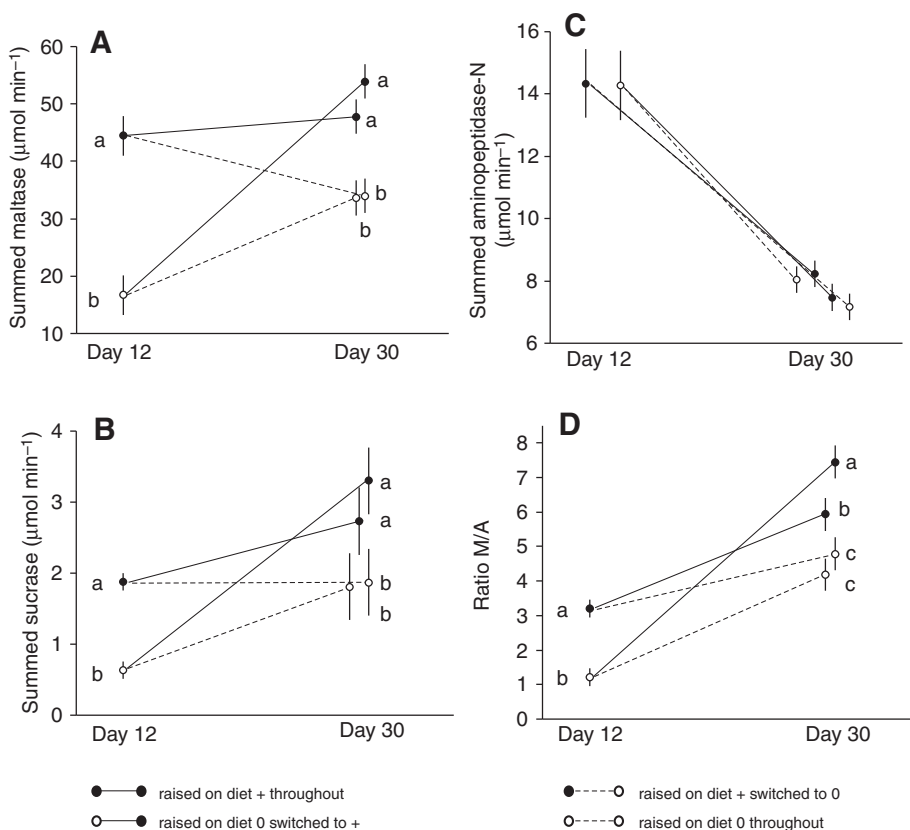 A
Summed maltase (μmol min–1)
60
50
40
30
20
10
a
b
a
a
b
b
Day 12
Day 30
C
Summed aminopeptidase-N
(μmol min–1)
16
14
12
10
8
6
Day 12
Day 30
B
Summed sucrase (μmol min–1)
4
3
2
1
0
a
b
a
a
b
b
Day 12
Day 30
D
Ratio M/A
8
7
6
5
4
3
2
1
0
a
b
a
b
c
c
Day 12
Day 30
raised on diet + throughout
raised on diet 0 switched to +
raised on diet + switched to 0
raised on diet 0 throughout